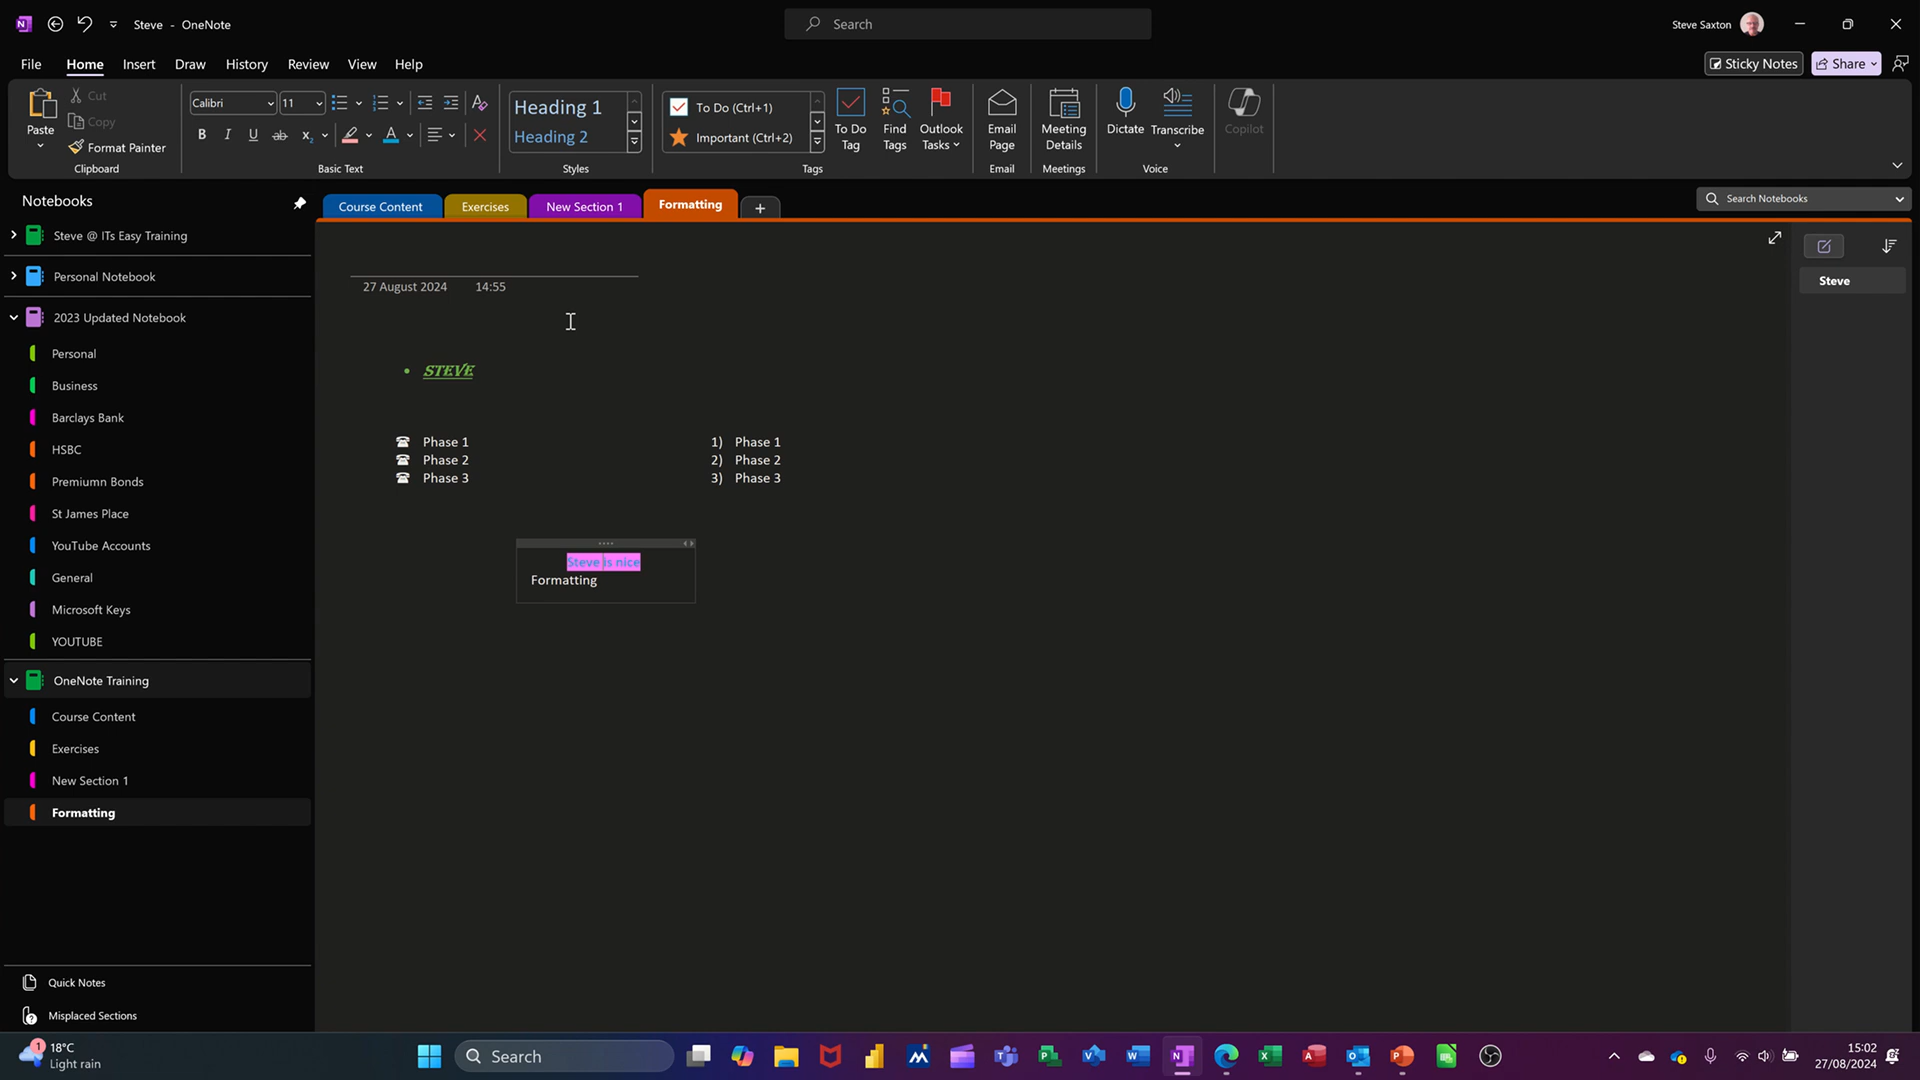 Steve - OneNote
Search
Steve Saxton
File Home Insert Draw History Review View Help
Sticky Notes
Share
Paste
Cut
Copy
Format Painter
Clipboard
Calibri
11
B I U ab x₂ A
Basic Text
Heading 1
Heading 2
Styles
To Do (Ctrl+1)
Important (Ctrl+2)
To Do Tag
Find Tags
Outlook Tasks
Tags
Email Page
Email
Meeting Details
Meetings
Dictate
Transcribe
Voice
Copilot
Notebooks
Course Content
Exercises
New Section 1
Formatting
Search Notebooks
Steve @ ITs Easy Training
Personal Notebook
2023 Updated Notebook
Personal
Business
Barclays Bank
HSBC
Premiumn Bonds
St James Place
YouTube Accounts
General
Microsoft Keys
YOUTUBE
OneNote Training
Course Content
Exercises
New Section 1
Formatting
Quick Notes
Misplaced Sections
27 August 2024 14:55
• STEVE
☎ Phase 1
☎ Phase 2
☎ Phase 3
1) Phase 1
2) Phase 2
3) Phase 3
Steve is nice
Formatting
Steve
1
18°C
Light rain
Search
15:02
27/08/2024